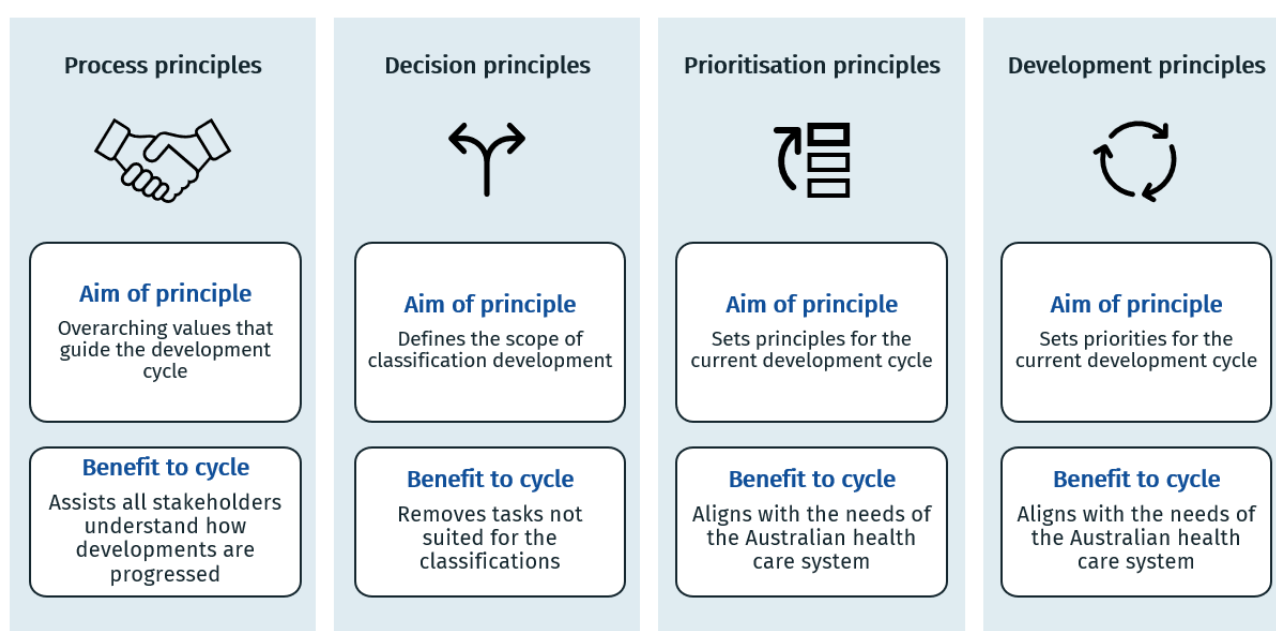 Process principles
Aim of principle
Overarching values that
guide the development
cycle
Benefit to cycle
Assists all stakeholders
understand how
developments are
progressed
Decision principles
Aim of principle
Defines the scope of
classification development
Benefit to cycle
Removes tasks not
suited for the
classifications
Prioritisation principles
Aim of principle
Sets principles for the
current development cycle
Benefit to cycle
Aligns with the needs of
the Australian health
care system
Development principles
Aim of principle
Sets priorities for the
current development cycle
Benefit to cycle
Aligns with the needs of
the Australian health
care system